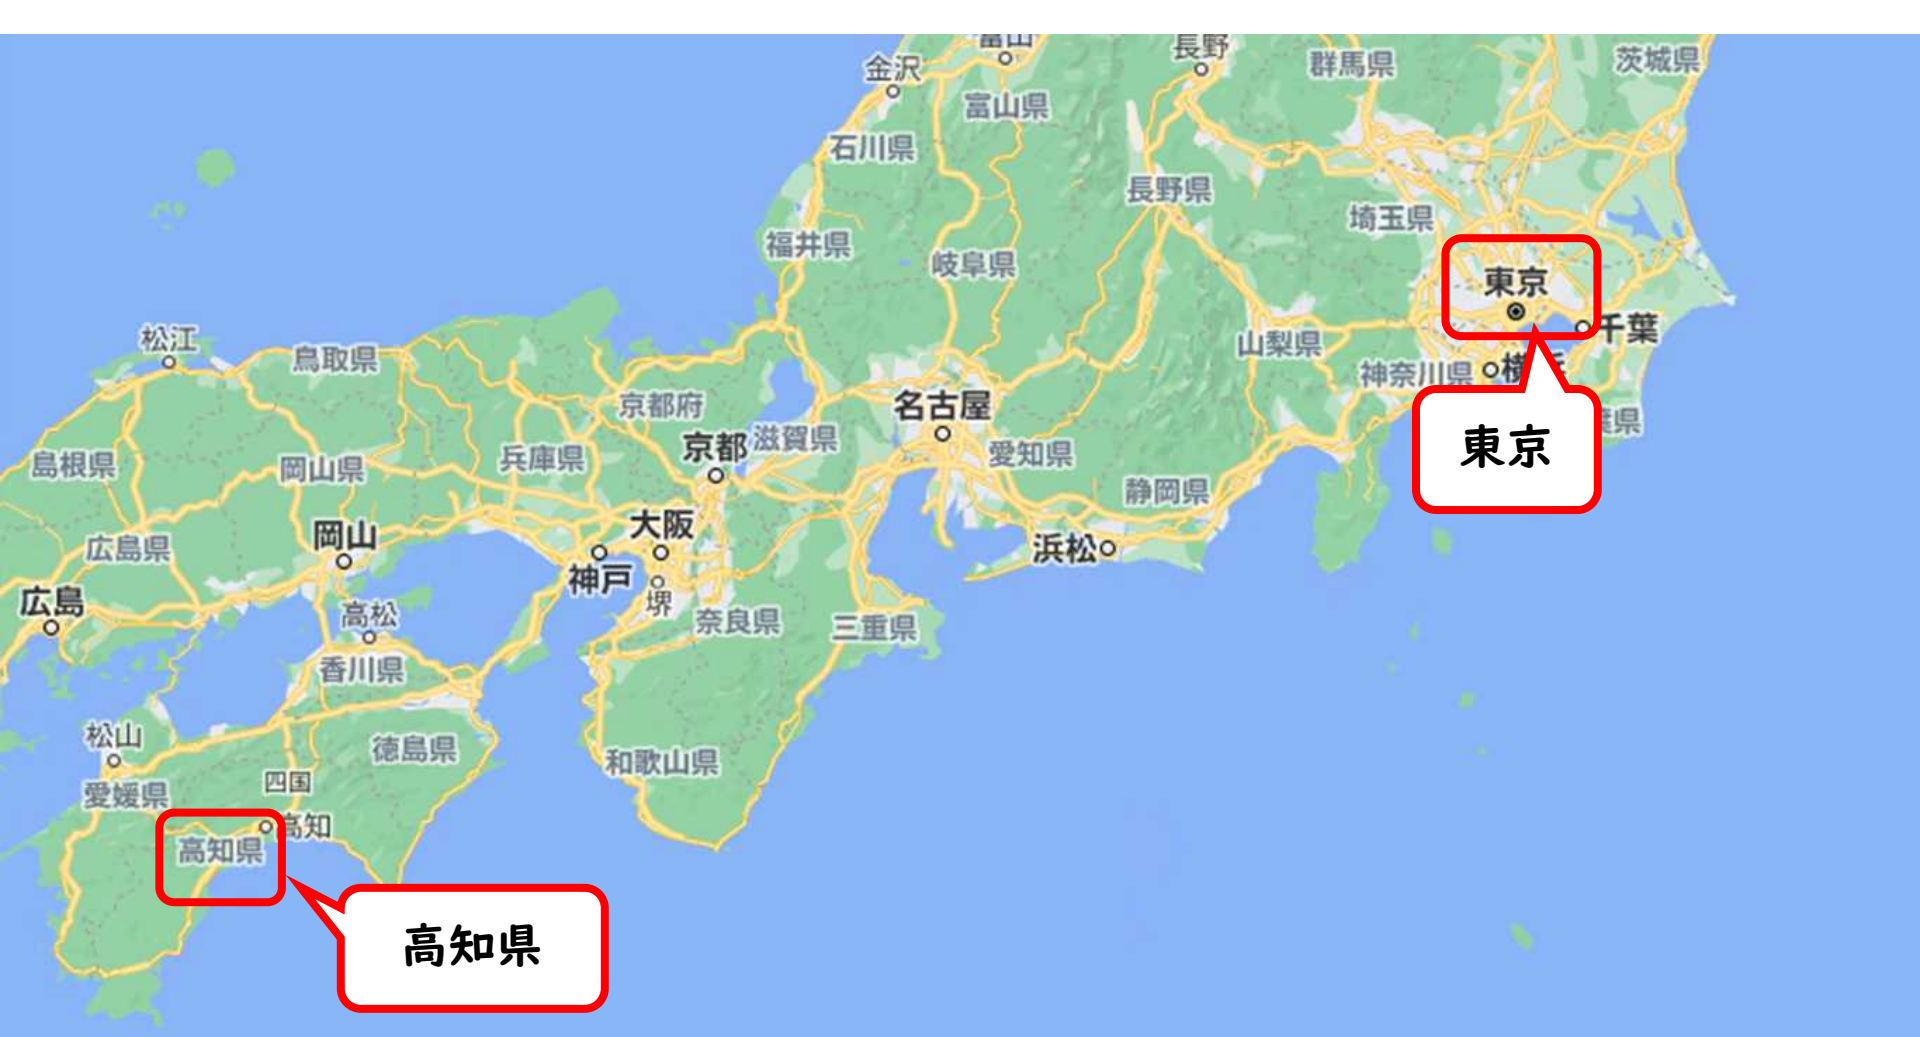 富山
長野
群馬県
茨城県
金沢
富山県
石川県
長野県
埼玉県
福井県
岐阜県
東京
松江
千葉
鳥取県
山梨県
神奈川県
横浜
京都府
名古屋
葉県
京都
滋賀県
愛知県
東京
島根県
岡山県
兵庫県
静岡県
岡山
大阪
広島県
浜松
神戸
広島
堺
高松
奈良県
三重県
香川県
松山
徳島県
和歌山県
四国
愛媛県
高知
高知県
高知県